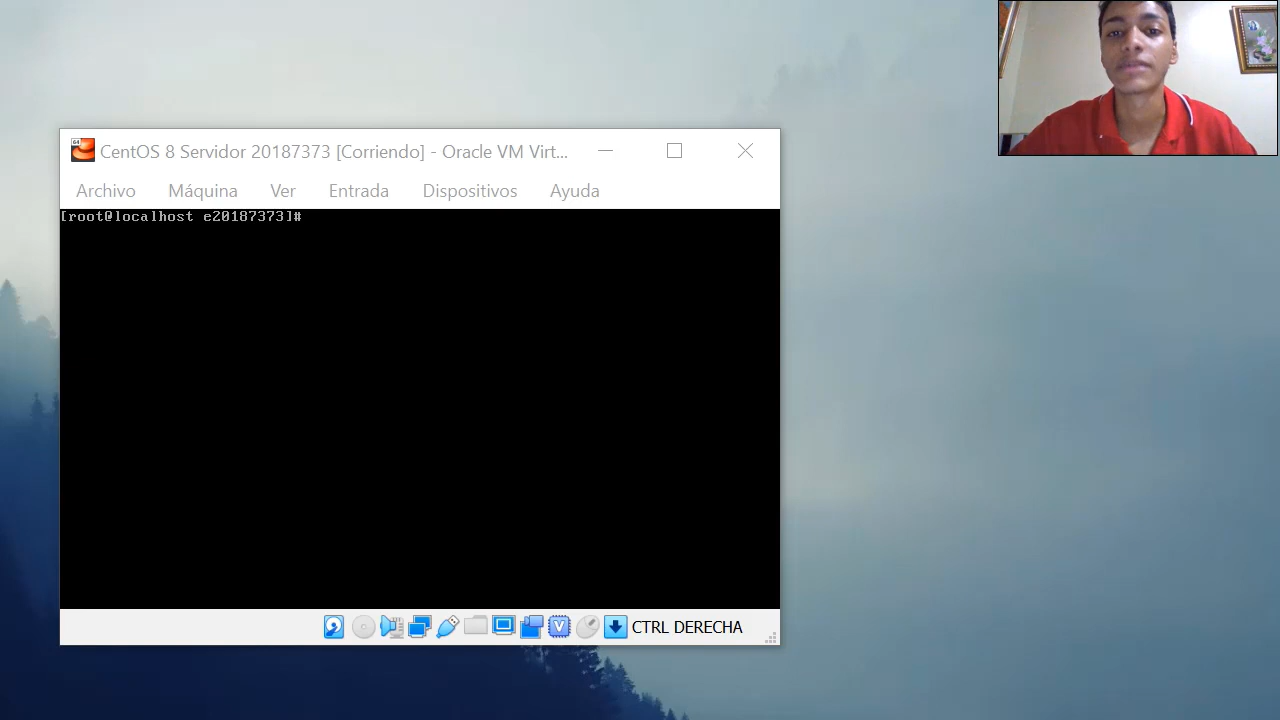 64
CentOS 8 Servidor 20187373 [Corriendo] - Oracle VM Virt...
Archivo Máquina Ver Entrada Dispositivos Ayuda
[root@localhost e20187373]#
V
CTRL DERECHA